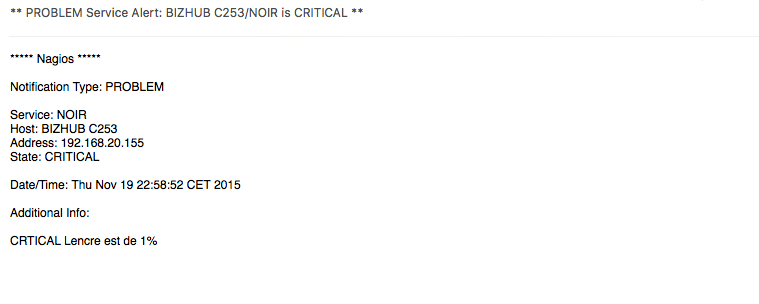 ** PROBLEM Service Alert: BIZHUB C253/NOIR is CRITICAL **
***** Nagios *****
Notification Type: PROBLEM
Service: NOIR
Host: BIZHUB C253
Address: 192.168.20.155
State: CRITICAL
Date/Time: Thu Nov 19 22:58:52 CET 2015
Additional Info:
CRTICAL Lencre est de 1%